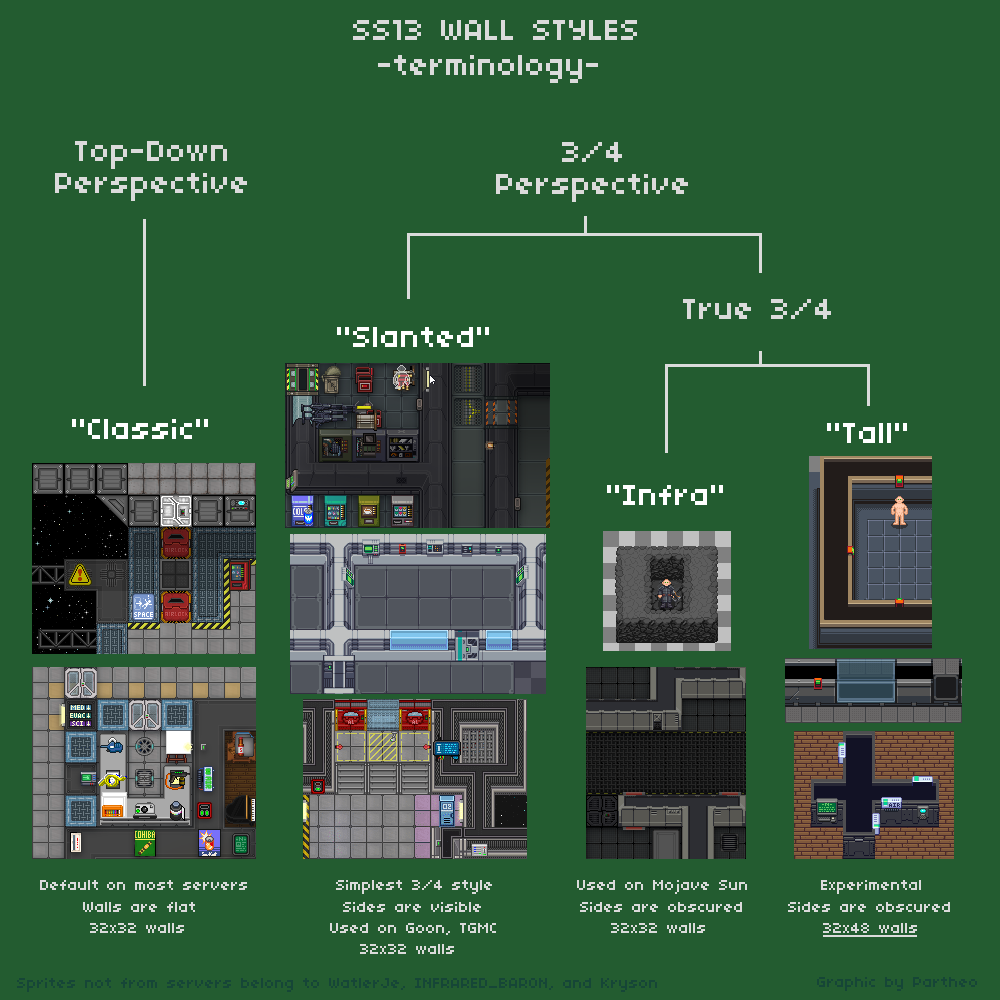 SS13 WALL STYLES
-terminology-
Top-Down
Perspective
3/4
Perspective
"Slanted"
True 3/4
"Classic"
"Tall"
"Infra"
AIRLOCK
SPACE
AIRLOCK
MED
EVAC
SCI
COHIBA
Default on most servers
Walls are flat
32x32 walls
Simplest 3/4 style
Sides are visible
Used on Goon, TGMC
32x32 walls
Used on Mojave Sun
Sides are obscured
32x32 walls
Experimental
Sides are obscured
32x48 walls
Sprites not from servers belong to WatlerJe, INFRARED_BARON, and Kryson
Graphic by Partheo